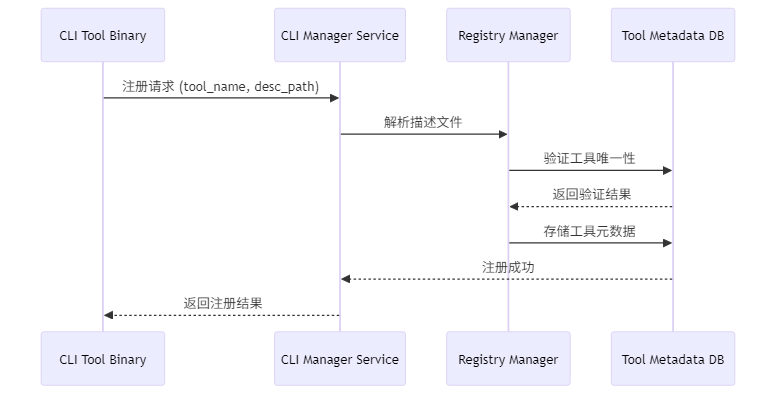 CLI Tool Binary
CLI Manager Service
Registry Manager
Tool Metadata DB
注册请求 (tool_name, desc_path)
解析描述文件
验证工具唯一性
返回验证结果
存储工具元数据
注册成功
返回注册结果
CLI Tool Binary
CLI Manager Service
Registry Manager
Tool Metadata DB